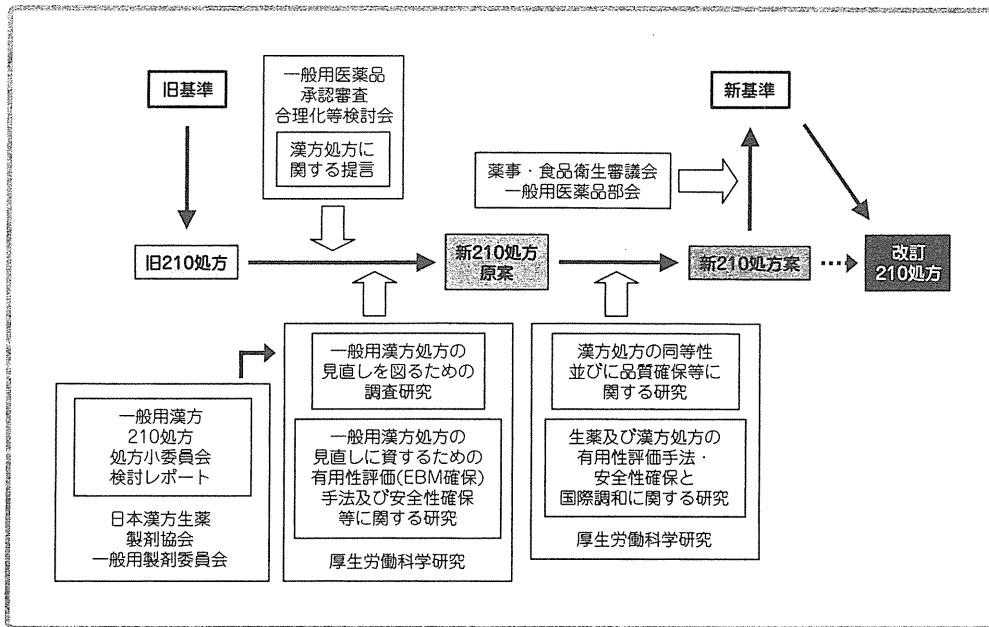 旧基準
一般用医薬品
承認審査
合理化等検討会
漢方処方に
関する提言
新基準
薬事・食品衛生審議会
一般用医薬品部会
旧210処方
新210処方
原案
新210処方案
改訂
210処方
一般用漢方
210処方
処方小委員会
検討レポート
日本漢方生薬
製剤協会
一般用製剤委員会
一般用漢方処方の
見直しを図るための
調査研究
一般用漢方処方の
見直しに資するための
有用性評価(EBM確保)
手法及び安全性確保
等に関する研究
厚生労働科学研究
漢方処方の同等性
並びに品質確保等に
関する研究
生薬及び漢方処方の
有用性評価手法・
安全性確保と
国際調和に関する研究
厚生労働科学研究